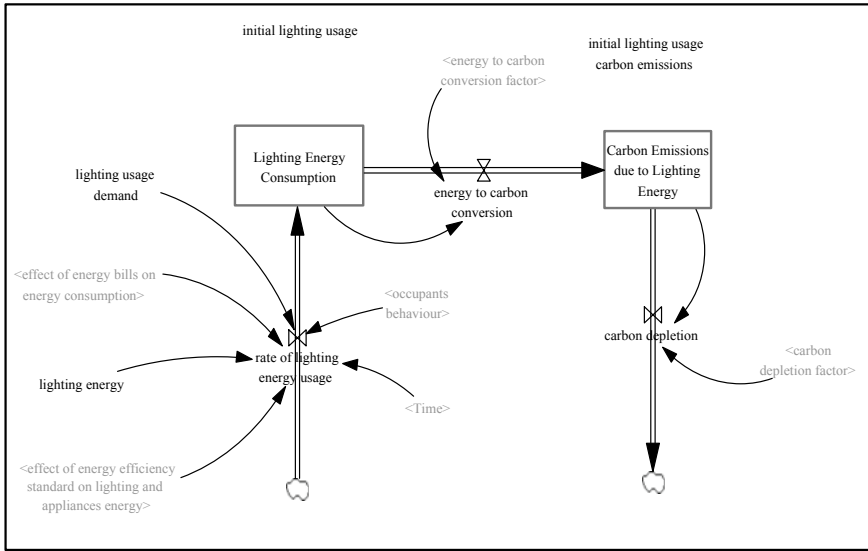 initial lighting usage
initial lighting usage
carbon emissions
<energy to carbon
conversion factor>
Lighting Energy
Consumption
Carbon Emissions
due to Lighting
Energy
lighting usage
demand
energy to carbon
conversion
<effect of energy bills on
energy consumption>
<occupants
behaviour>
carbon depletion
rate of lighting
energy usage
lighting energy
<carbon
depletion factor>
<Time>
<effect of energy efficiency
standard on lighting and
appliances energy>